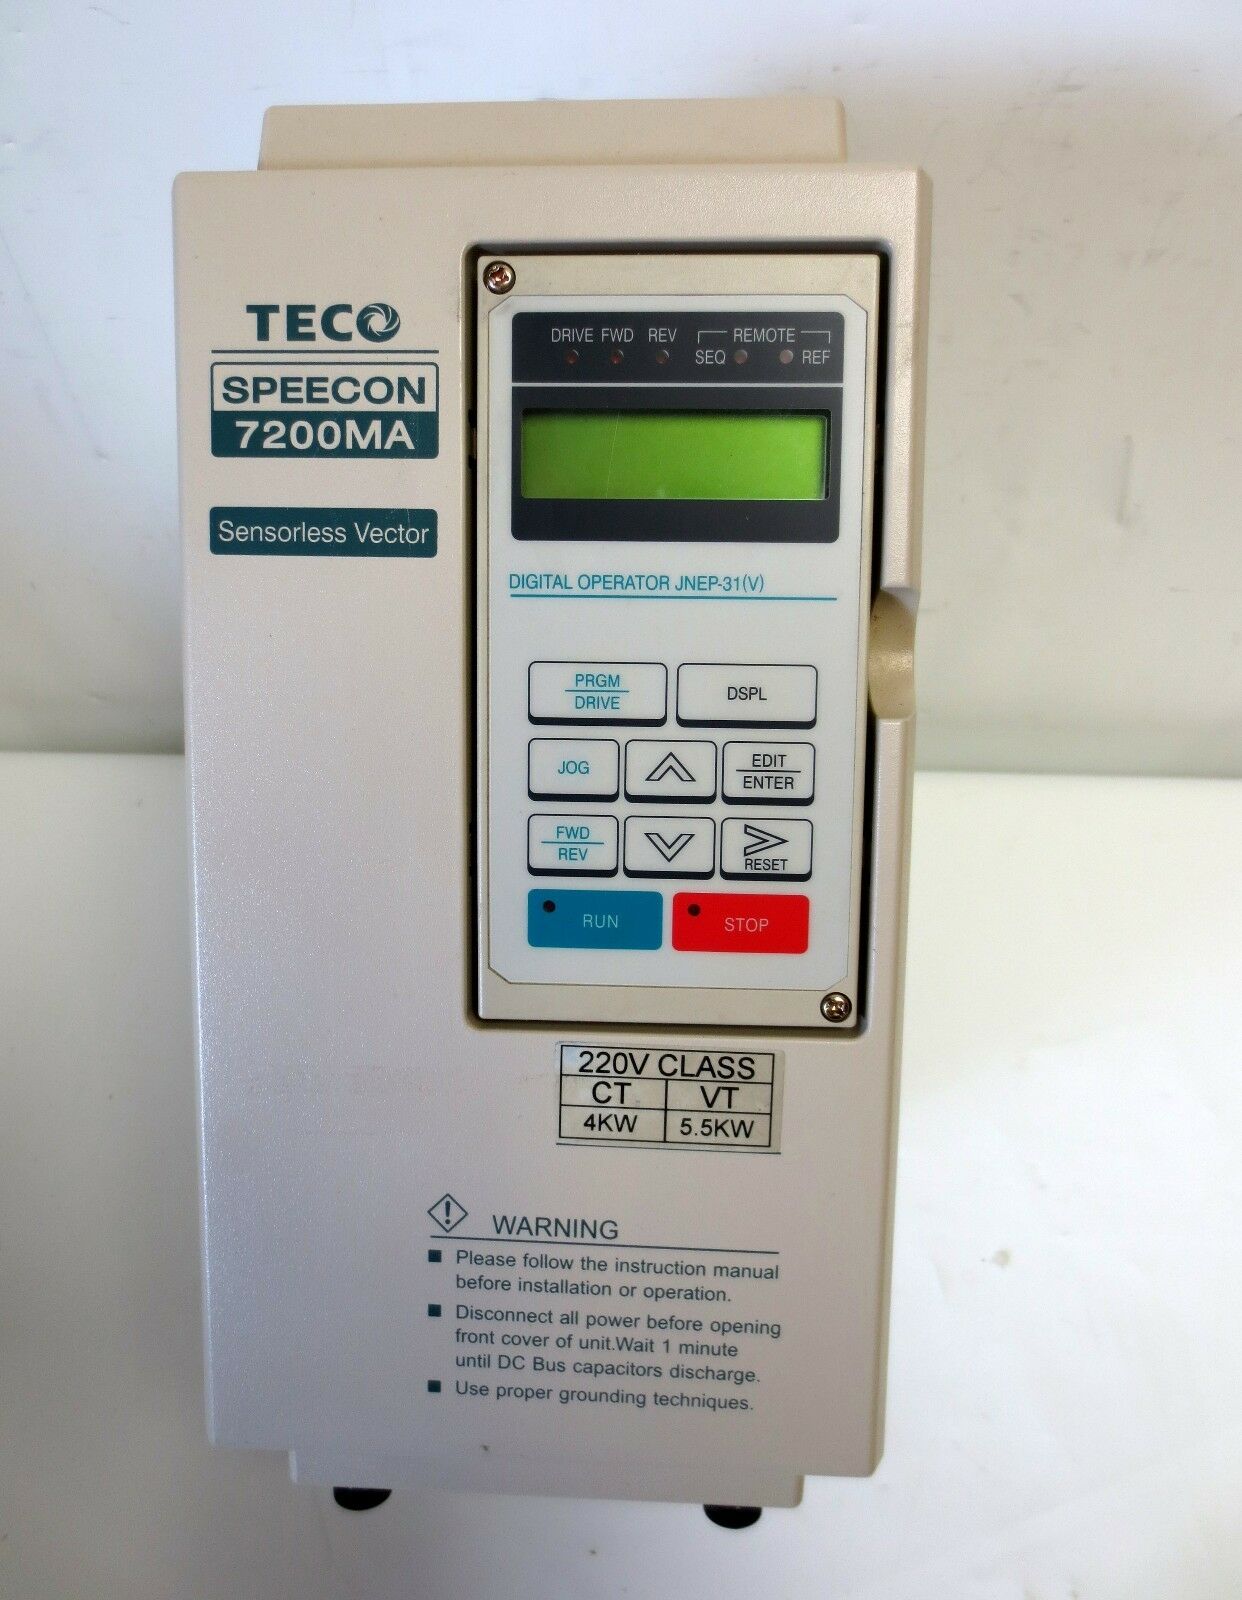 TECO
SPEECON
7200MA
Sensorless Vector
DRIVE FWD REV REMOTE
SEQ REF
DIGITAL OPERATOR JNEP-31(V)
PRGM
DRIVE
DSPL
JOG
EDIT
ENTER
FWD
REV
RESET
RUN
STOP
220V CLASS
CT VT
4KW 5.5KW
WARNING
Please follow the instruction manual
before installation or operation.
Disconnect all power before opening
front cover of unit.Wait 1 minute
until DC Bus capacitors discharge.
Use proper grounding techniques.